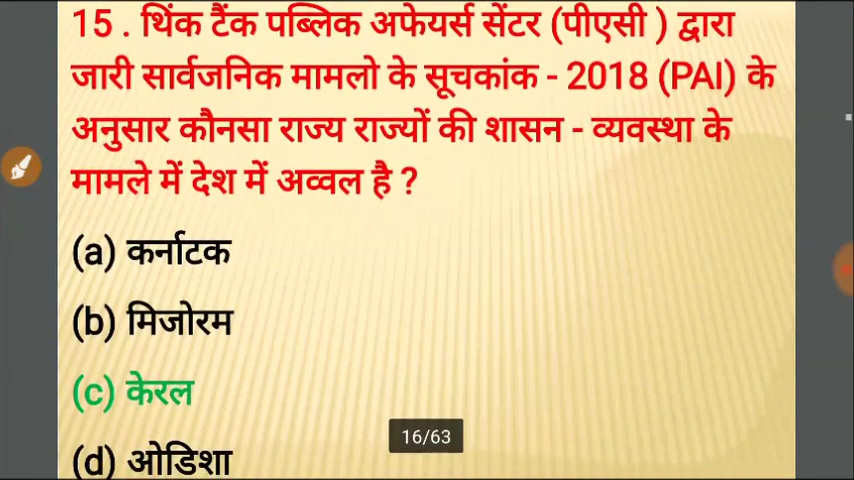 15 . थिंक टैंक पब्लिक अफेयर्स सेंटर (पीएसी ) द्वारा
जारी सार्वजनिक मामलो के सूचकांक - 2018 (PAI) के
अनुसार कौनसा राज्य राज्यों की शासन - व्यवस्था के
मामले में देश में अव्वल है ?
(a) कर्नाटक
(b) मिजोरम
(c) केरल
16/63
(d) ओडिशा